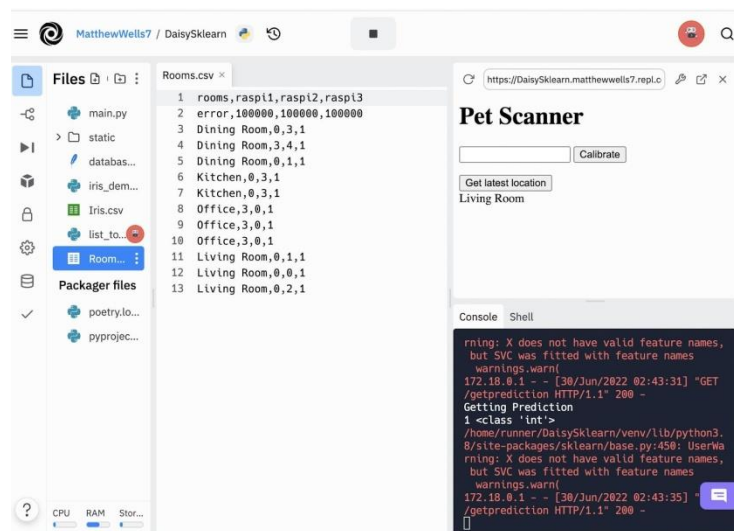 MatthewWells7 / DaisySklearn
Files
main.py
static
databas...
iris_dem...
Iris.csv
list_to...
Room...
Packager files
poetry.lo...
pyprojec...
?
CPU RAM Stor...
Rooms.csv ×
1 rooms,raspi1,raspi2,raspi3
2 error,100000,100000,100000
3 Dining Room,0,3,1
4 Dining Room,3,4,1
5 Dining Room,0,1,1
6 Kitchen,0,3,1
7 Kitchen,0,3,1
8 Office,3,0,1
9 Office,3,0,1
10 Office,3,0,1
11 Living Room,0,1,1
12 Living Room,0,0,1
13 Living Room,0,2,1
https://DaisySklearn.matthewwells7.repl.c
Pet Scanner
Calibrate
Get latest location
Living Room
Console Shell
rning: X does not have valid feature names,
but SVC was fitted with feature names
warnings.warn(
172.18.0.1 - - [30/Jun/2022 02:43:31] "GET
/getprediction HTTP/1.1" 200 -
Getting Prediction
1 <class 'int'>
/home/runner/DaisySklearn/venv/lib/python3.
8/site-packages/sklearn/base.py:450: UserWa
rning: X does not have valid feature names,
but SVC was fitted with feature names
warnings.warn(
172.18.0.1 - - [30/Jun/2022 02:43:35] "
/getprediction HTTP/1.1" 200 -